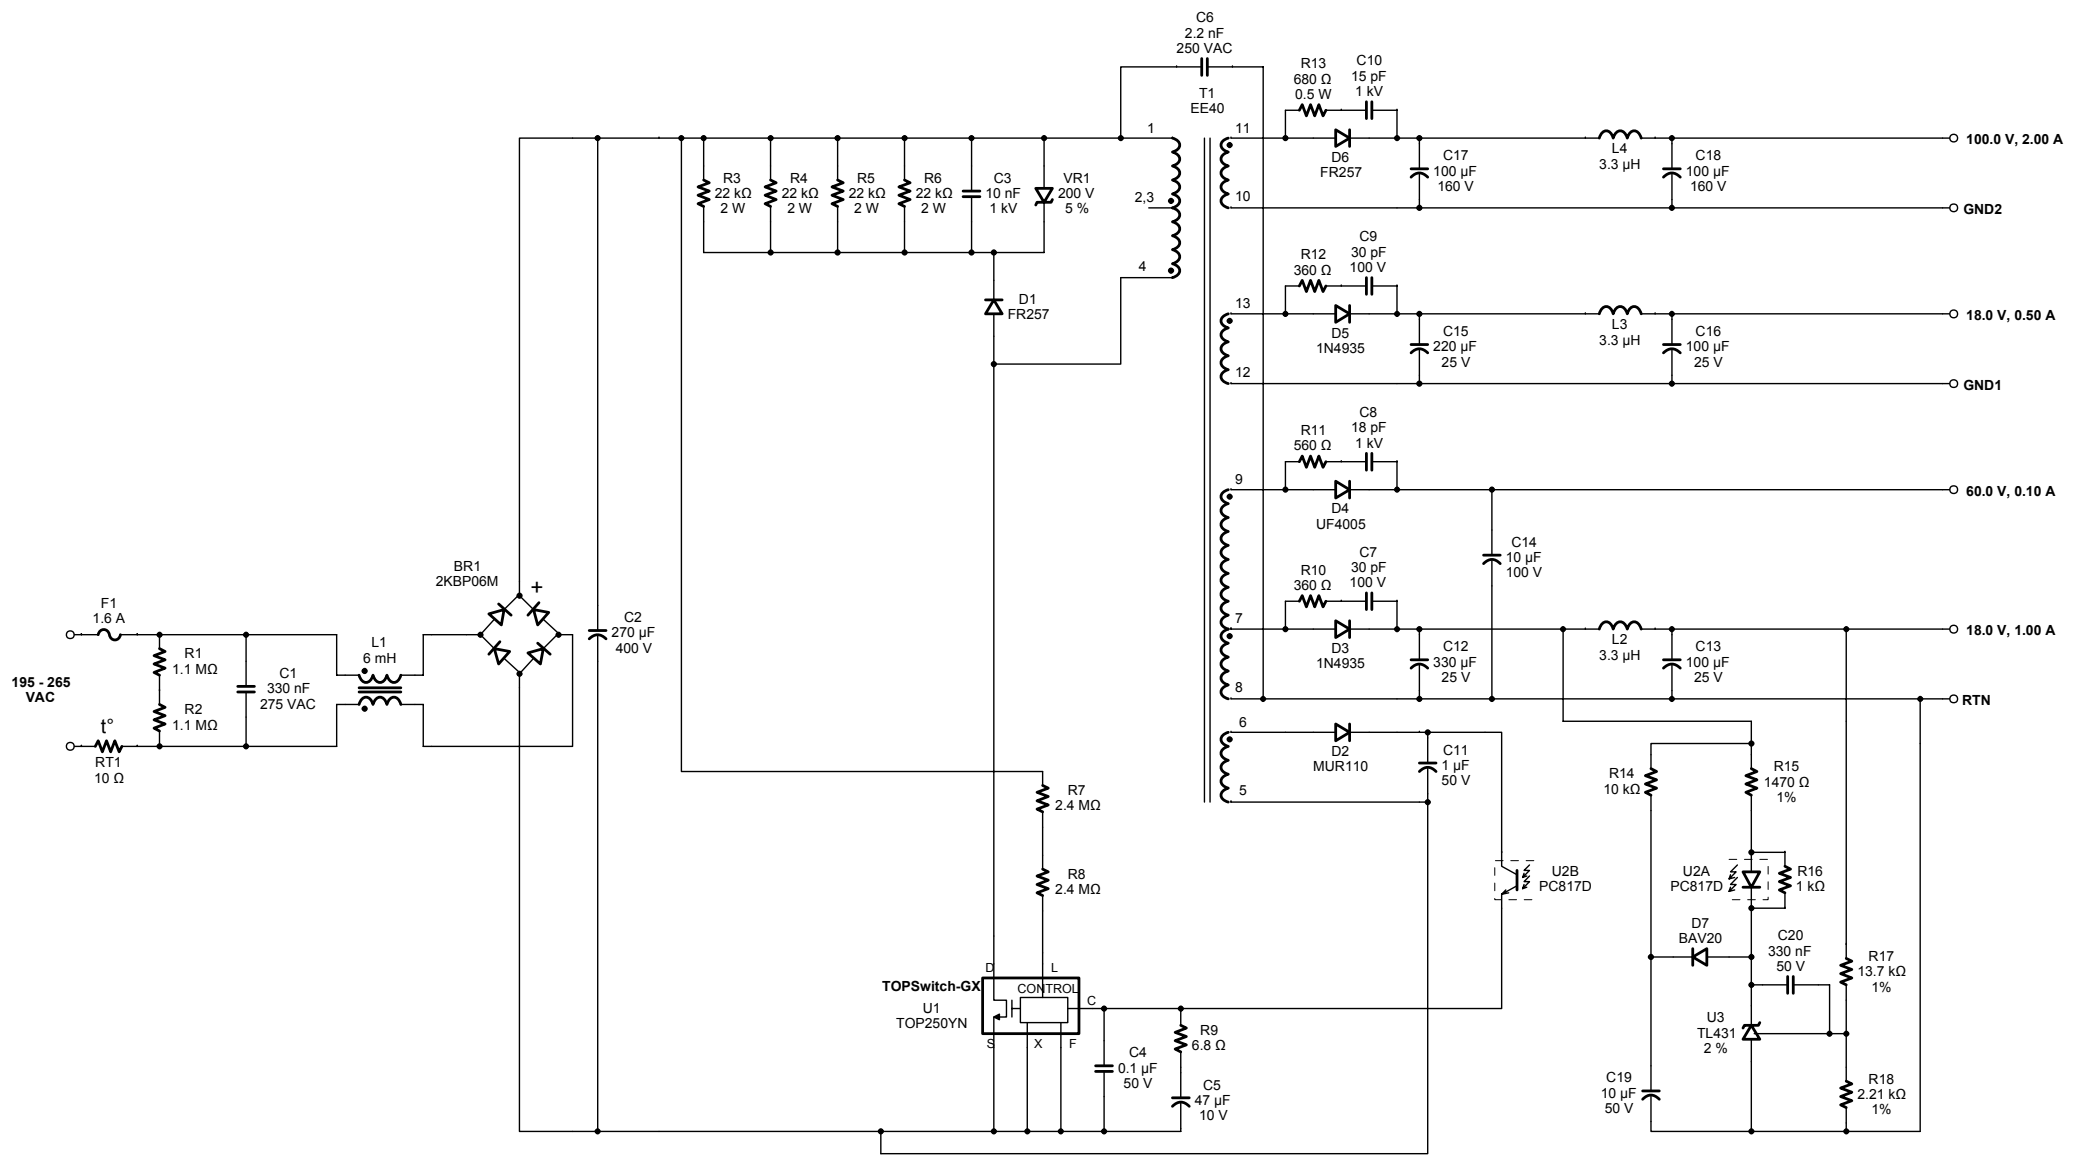 C6
2.2 nF
250 VAC
T1
EE40
R13
680 Ω
0.5 W
C10
15 pF
1 kV
1
11
D6
FR257
C17
100 µF
160 V
L4
3.3 µH
C18
100 µF
160 V
100.0 V, 2.00 A
R3
22 kΩ
2 W
R4
22 kΩ
2 W
R5
22 kΩ
2 W
R6
22 kΩ
2 W
C3
10 nF
1 kV
VR1
200 V
5 %
2,3
10
GND2
4
D1
FR257
R12
360 Ω
C9
30 pF
100 V
13
D5
1N4935
C15
220 µF
25 V
L3
3.3 µH
C16
100 µF
25 V
18.0 V, 0.50 A
12
GND1
R11
560 Ω
C8
18 pF
1 kV
9
D4
UF4005
60.0 V, 0.10 A
C14
10 µF
100 V
R10
360 Ω
C7
30 pF
100 V
7
D3
1N4935
C12
330 µF
25 V
L2
3.3 µH
C13
100 µF
25 V
18.0 V, 1.00 A
8
RTN
BR1
2KBP06M
+
F1
1.6 A
R1
1.1 MΩ
R2
1.1 MΩ
C1
330 nF
275 VAC
L1
6 mH
C2
270 µF
400 V
195 - 265
VAC
t°
RT1
10 Ω
6
D2
MUR110
C11
1 µF
50 V
5
R7
2.4 MΩ
R8
2.4 MΩ
R14
10 kΩ
R15
1470 Ω
1%
U2B
PC817D
U2A
PC817D
R16
1 kΩ
D7
BAV20
C20
330 nF
50 V
R17
13.7 kΩ
1%
TOPSwitch-GX
U1
TOP250YN
D
L
CONTROL
C
S
X
F
C4
0.1 µF
50 V
R9
6.8 Ω
C5
47 µF
10 V
U3
TL431
2 %
C19
10 µF
50 V
R18
2.21 kΩ
1%